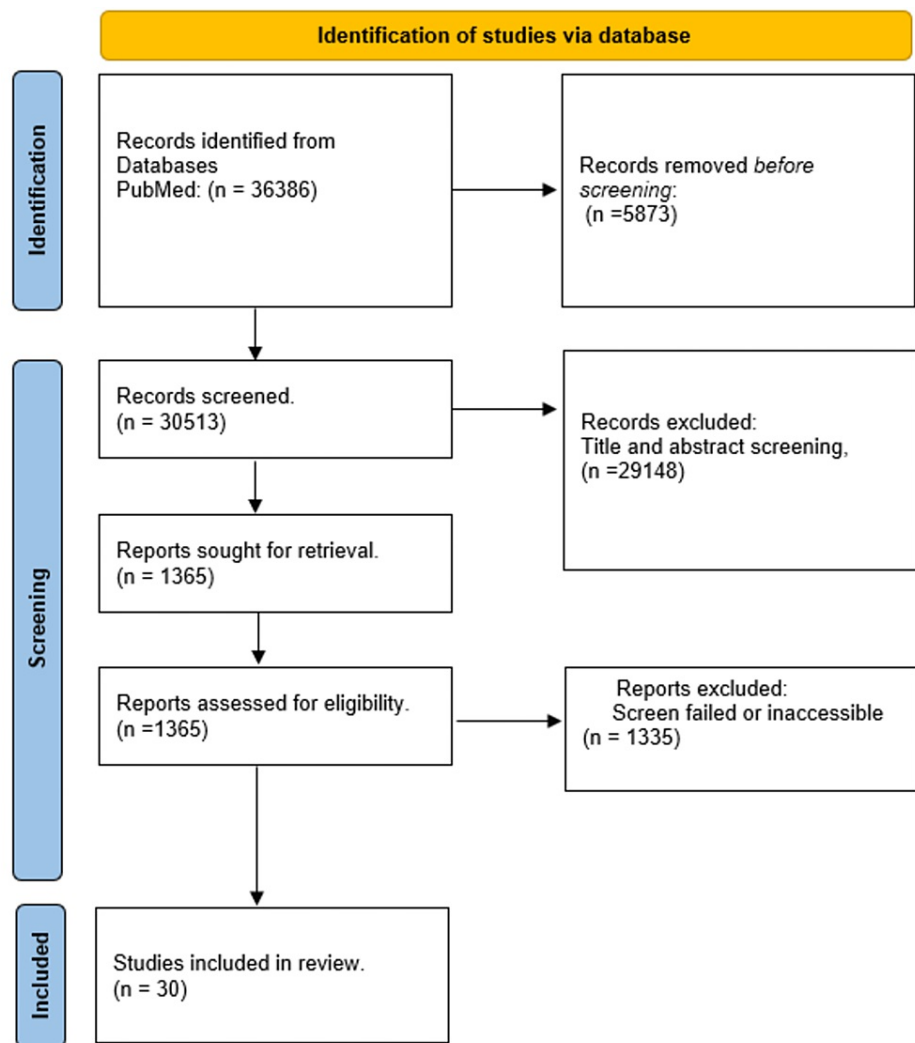 Identification of studies via database
Identification
Records identified from
Databases
PubMed: (n = 36386)
Records removed before
screening:
(n =5873)
Screening
Records screened.
(n = 30513)
Records excluded:
Title and abstract screening,
(n =29148)
Reports sought for retrieval.
(n = 1365)
Reports assessed for eligibility.
(n =1365)
Reports excluded:
Screen failed or inaccessible
(n = 1335)
Included
Studies included in review.
(n = 30)